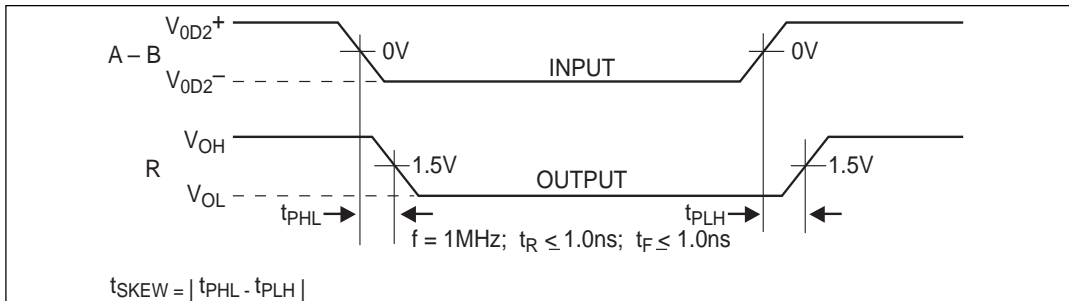 V0D2+
A – B
0V
0V
V0D2–
INPUT
VOH
R
1.5V
1.5V
VOL
OUTPUT
tPHL
tPLH
f = 1MHz; tR ≤ 1.0ns; tF ≤ 1.0ns
tSKEW = | tPHL - tPLH |